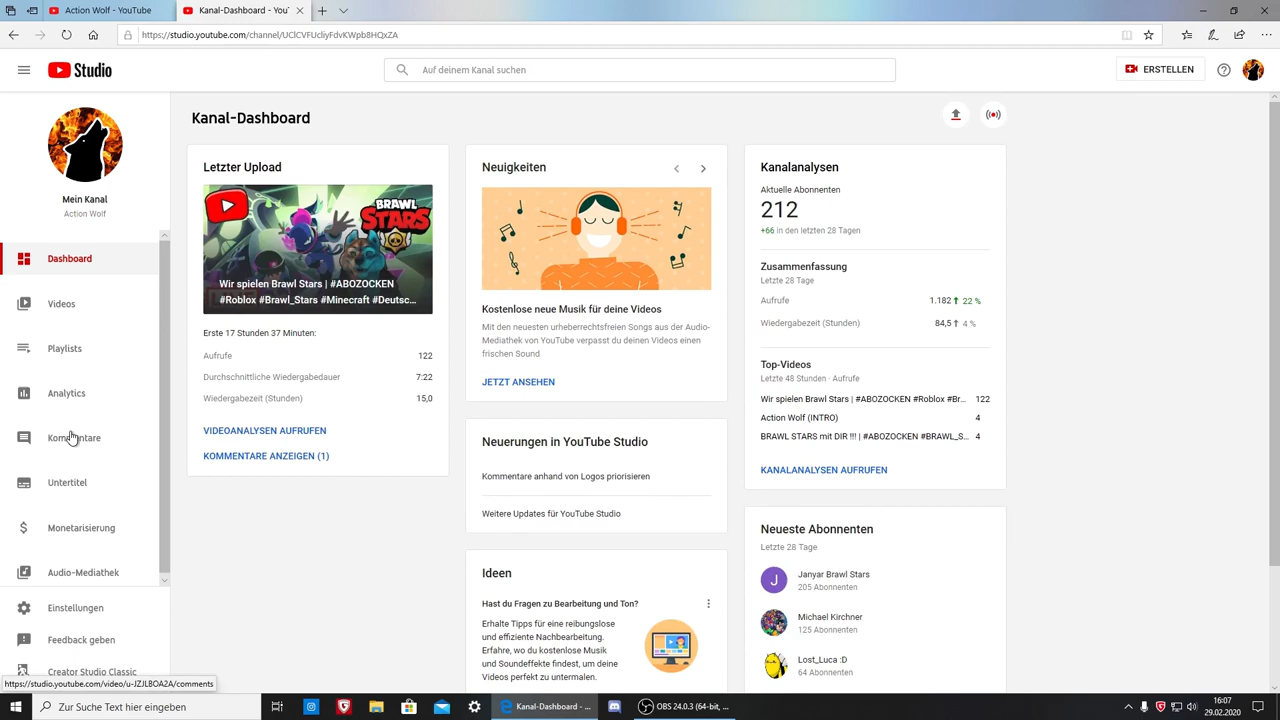 Action Wolf - YouTube
Kanal-Dashboard - You
https://studio.youtube.com/channel/UClCVFUcliyFdvKWpb8HQxZA
Studio
Auf deinem Kanal suchen
ERSTELLEN
Mein Kanal
Action Wolf
Dashboard
Videos
Playlists
Analytics
Kommentare
Untertitel
Monetarisierung
Audio-Mediathek
Einstellungen
Feedback geben
Creator Studio Classic
https://studio.youtube.com/video/u-JZJLBOA2A/comments
Kanal-Dashboard
Letzter Upload
BRAWL
STARS
Wir spielen Brawl Stars | #ABOZOCKEN
#Roblox #Brawl_Stars #Minecraft #Deutsc...
Erste 17 Stunden 37 Minuten:
Aufrufe 122
Durchschnittliche Wiedergabedauer 7:22
Wiedergabezeit (Stunden) 15,0
VIDEOANALYSEN AUFRUFEN
KOMMENTARE ANZEIGEN (1)
Neuigkeiten
Kostenlose neue Musik für deine Videos
Mit den neuesten urheberrechtsfreien Songs aus der Audio-
Mediathek von YouTube verpasst du deinen Videos einen
frischen Sound
JETZT ANSEHEN
Neuerungen in YouTube Studio
Kommentare anhand von Logos priorisieren
Weitere Updates für YouTube Studio
Ideen
Hast du Fragen zu Bearbeitung und Ton?
Erhalte Tipps für eine reibungslose
und effiziente Nachbearbeitung.
Erfahre, wo du kostenlose Musik
und Soundeffekte findest, um deine
Videos perfekt zu untermalen.
Kanalanalysen
Aktuelle Abonnenten
212
+66 in den letzten 28 Tagen
Zusammenfassung
Letzte 28 Tage
Aufrufe 1.182 22 %
Wiedergabezeit (Stunden) 84,5 4 %
Top-Videos
Letzte 48 Stunden · Aufrufe
Wir spielen Brawl Stars | #ABOZOCKEN #Roblox #Br... 122
Action Wolf (INTRO) 4
BRAWL STARS mit DIR !!! | #ABOZOCKEN #BRAWL_S... 4
KANALANALYSEN AUFRUFEN
Neueste Abonnenten
Letzte 28 Tage
J
Janyar Brawl Stars
205 Abonnenten
Michael Kirchner
125 Abonnenten
Lost_Luca :D
64 Abonnenten
Zur Suche Text hier eingeben
Kanal-Dashboard - ...
OBS 24.0.3 (64-bit, ...
16:07
29.02.2020